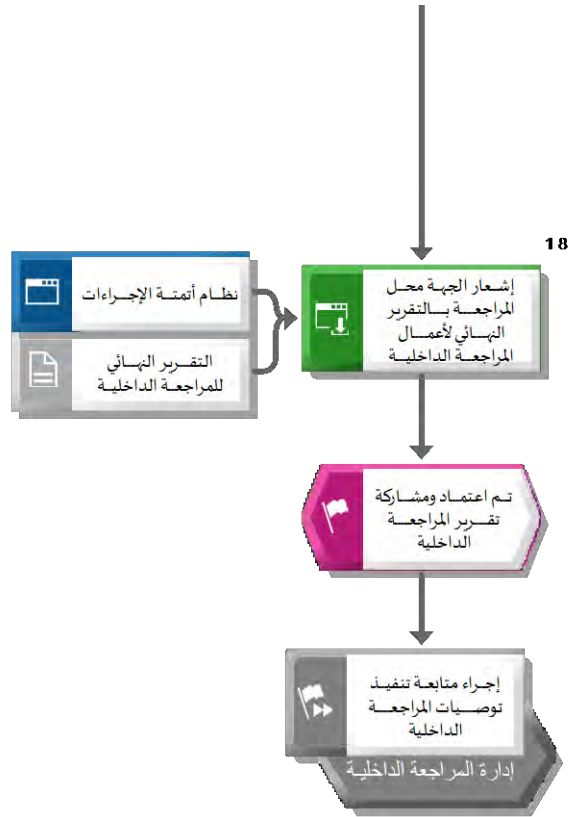 18
إشعار الجهة محل
المراجعة بالتقرير
النهائي لأعمال
المراجعة الداخلية
نظام أتمتة الإجراءات
التقرير النهائي
للمراجعة الداخلية
تم اعتماد ومشاركة
تقرير المراجعة
الداخلية
إجراء متابعة تنفيذ
توصيات المراجعة
الداخلية
إدارة المراجعة الداخلية